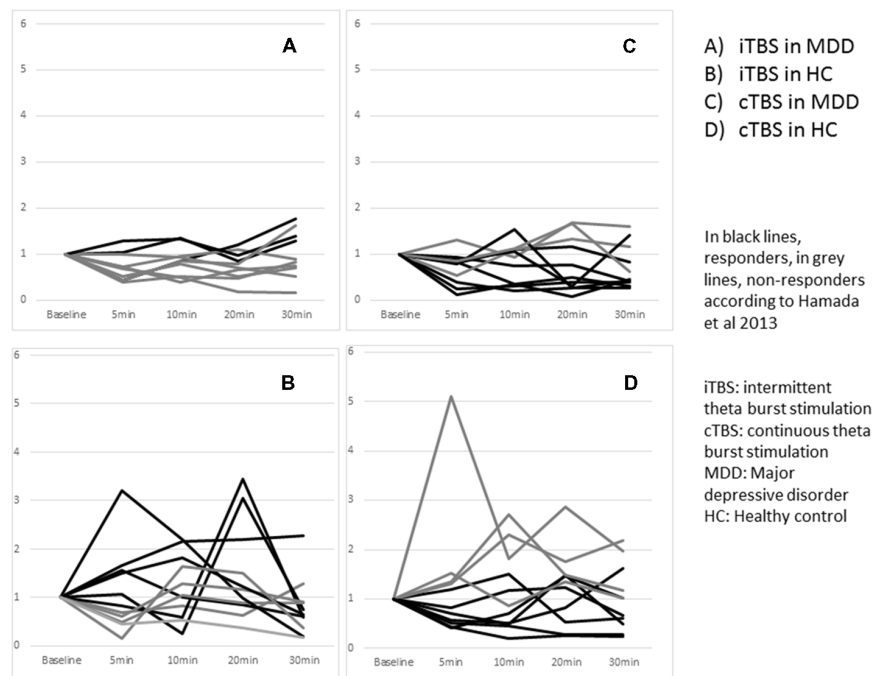 6
5
4
3
2
1
0
A
Baseline
5min
10min
20min
30min
6
5
4
3
2
1
0
C
Baseline
5min
10min
20min
30min
A) iTBS in MDD
B) iTBS in HC
C) cTBS in MDD
D) cTBS in HC
In black lines,
responders, in grey
lines, non-responders
according to Hamada
et al 2013
6
5
4
3
2
1
0
B
Baseline
5min
10min
20min
30min
6
5
4
3
2
1
0
D
Baseline
5min
10min
20min
30min
iTBS: intermittent
theta burst stimulation
cTBS: continuous theta
burst stimulation
MDD: Major
depressive disorder
HC: Healthy control